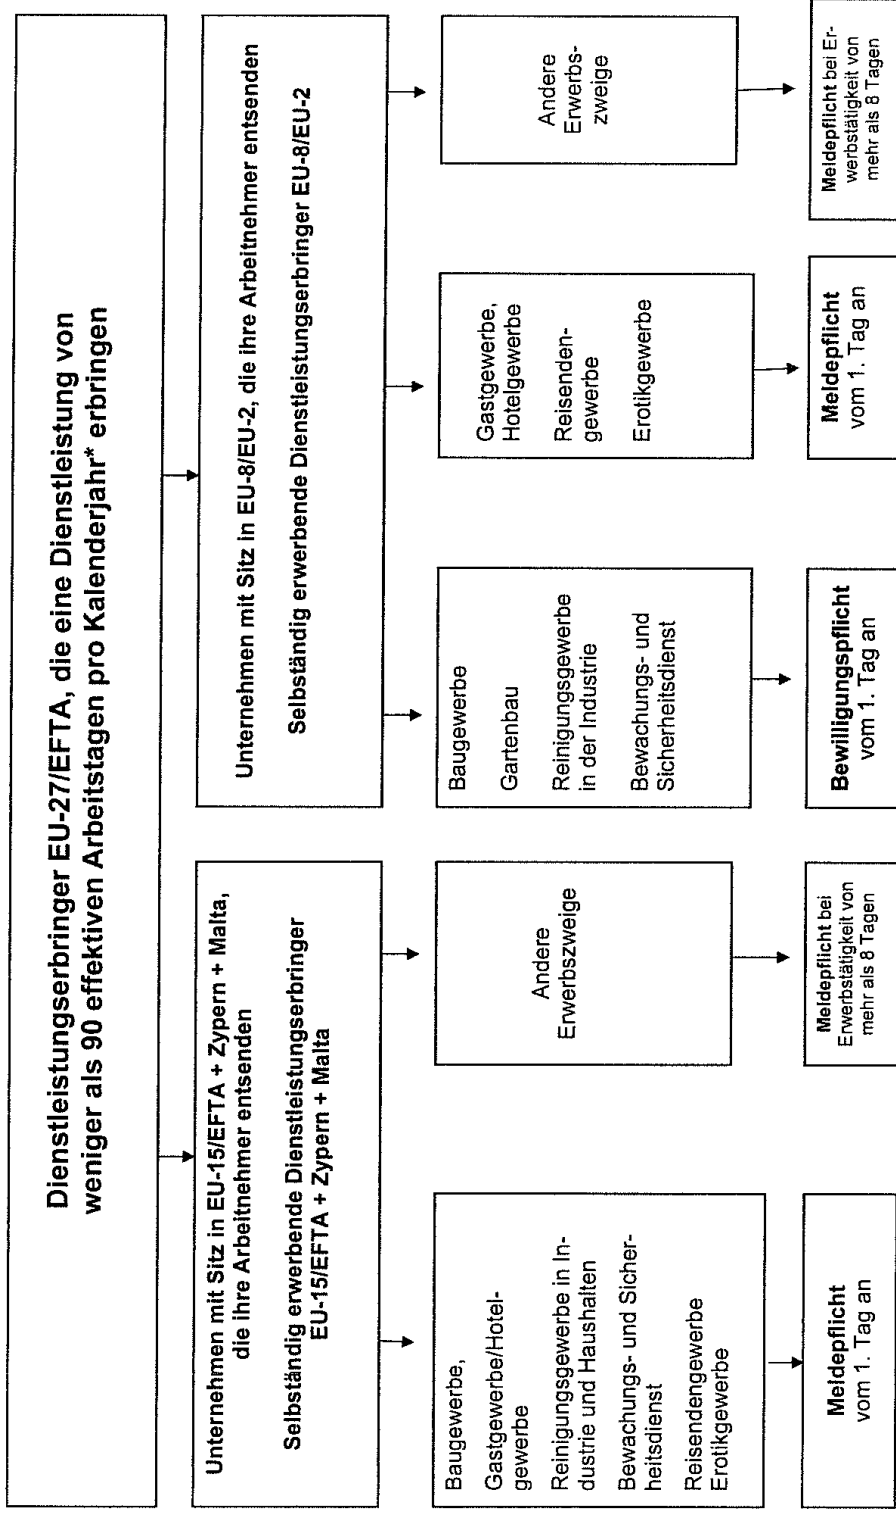 Dienstleistungserbringer EU-27/EFTA, die eine Dienstleistung von
weniger als 90 effektiven Arbeitstagen pro Kalenderjahr* erbringen
Unternehmen mit Sitz in EU-15/EFTA + Zypern + Malta,
die ihre Arbeitnehmer entsenden
Selbständig erwerbende Dienstleistungserbringer
EU-15/EFTA + Zypern + Malta
Unternehmen mit Sitz in EU-8/EU-2, die ihre Arbeitnehmer entsenden
Selbständig erwerbende Dienstleistungserbringer EU-8/EU-2
Baugewerbe,
Gastgewerbe/Hotel-
gewerbe
Reinigungsgewerbe in In-
dustrie und Haushalten
Bewachungs- und Sicher-
heitsdienst
Reisendengewerbe
Erotikgewerbe
Andere
Erwerbszweige
Baugewerbe
Gartenbau
Reinigungsgewerbe
in der Industrie
Bewachungs- und
Sicherheitsdienst
Gastgewerbe,
Hotelgewerbe
Reisenden-
gewerbe
Erotikgewerbe
Andere
Erwerbs-
zweige
Meldepflicht
vom 1. Tag an
Meldepflicht bei
Erwerbstätigkeit von
mehr als 8 Tagen
Bewilligungspflicht
vom 1. Tag an
Meldepflicht
vom 1. Tag an
Meldepflicht bei Er-
werbstätigkeit von
mehr als 8 Tagen